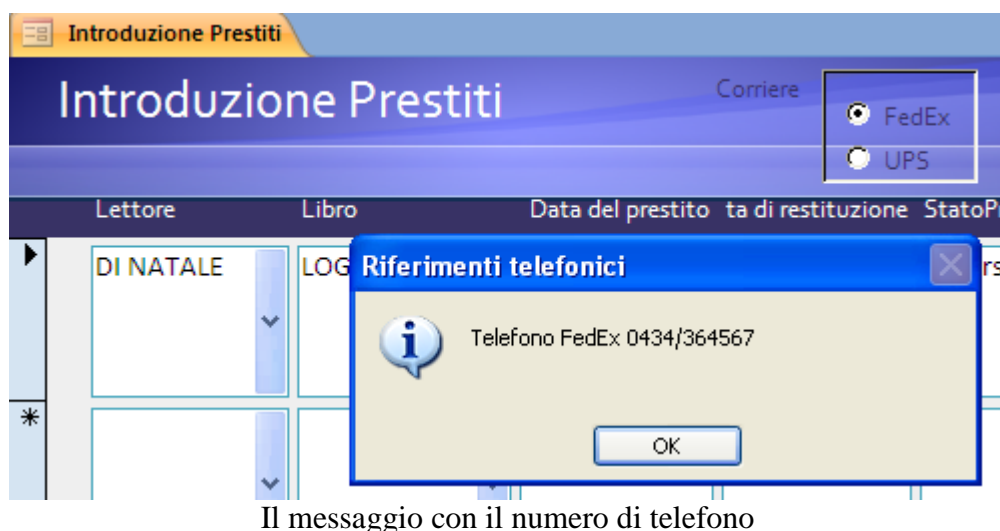 Introduzione Prestiti
Introduzione Prestiti
Corriere
FedEx
UPS
Lettore Libro Data del prestito ta di restituzione StatoP
DI NATALE LOG
Riferimenti telefonici
Telefono FedEx 0434/364567
OK
Il messaggio con il numero di telefono